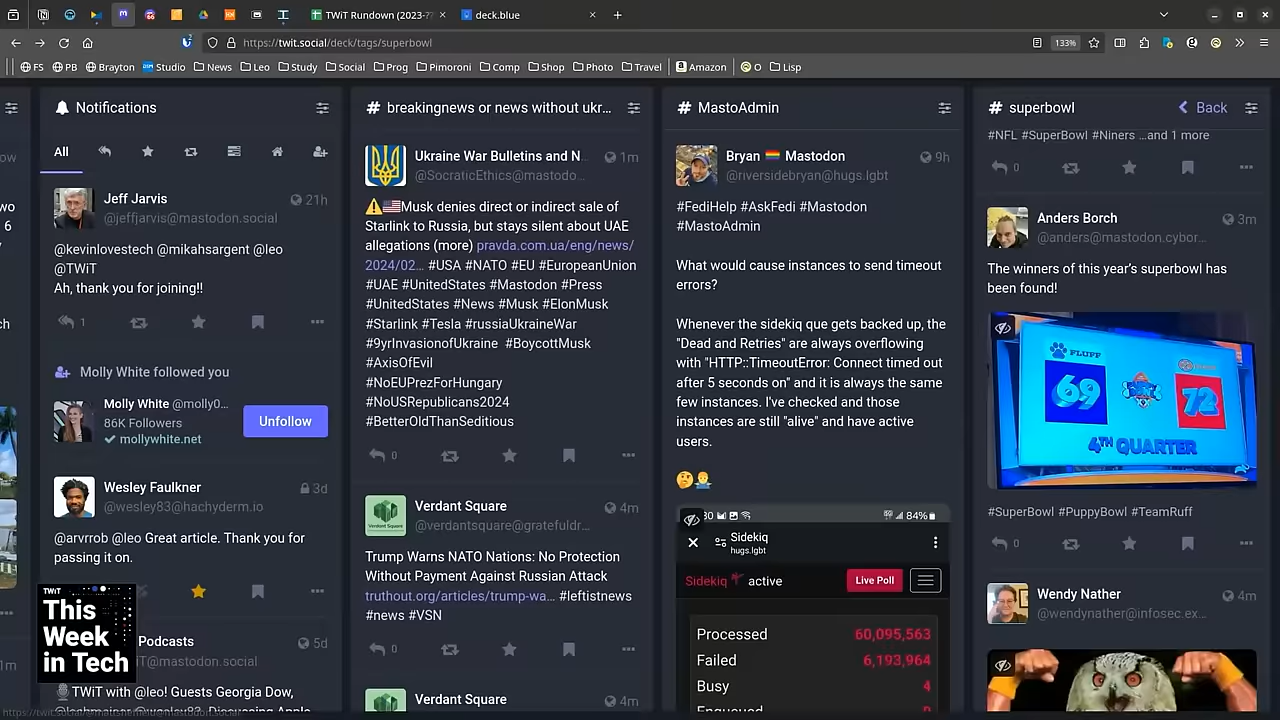 TWiT Rundown (2023-??
deck.blue
https://twit.social/deck/tags/superbowl
133%
FS
PB
Brayton
Studio
News
Leo
Study
Social
Prog
Pimoroni
Comp
Shop
Photo
Travel
Amazon
O
Lisp
Notifications
All
Jeff Jarvis
21h
@jeffjarvis@mastodon.social
@kevinlovestech @mikahsargent @leo
@TWiT
Ah, thank you for joining!!
1
Molly White followed you
Molly White @molly0...
86K Followers
✔ mollywhite.net
Unfollow
Wesley Faulkner
3d
@wesley83@hachyderm.io
@arvrrob @leo Great article. Thank you for
passing it on.
TWiT
This
Week
in Tech
Podcasts
5d
T@mastodon.social
TWiT with @leo! Guests Georgia Dow,
# breakingnews or news without ukr...
Ukraine War Bulletins and N
1m
@SocraticEthics@mastodo...
⚠️🇺🇸Musk denies direct or indirect sale of
Starlink to Russia, but stays silent about UAE
allegations (more) pravda.com.ua/eng/news/
2024/02... #USA #NATO #EU #EuropeanUnion
#UAE #UnitedStates #Mastodon #Press
#UnitedStates #News #Musk #ElonMusk
#Starlink #Tesla #russiaUkraineWar
#9yrInvasionofUkraine #BoycottMusk
#AxisOfEvil
#NoEUPrezForHungary
#NoUSRepublicans2024
#BetterOldThanSeditious
0
Verdant Square
4m
@verdantsquare@gratefuldr...
Trump Warns NATO Nations: No Protection
Without Payment Against Russian Attack
truthout.org/articles/trump-wa... #leftistnews
#news #VSN
0
Verdant Square
4m
# MastoAdmin
Bryan 🏳️‍🌈 Mastodon
9h
@riversidebryan@hugs.lgbt
#FediHelp #AskFedi #Mastodon
#MastoAdmin
What would cause instances to send timeout
errors?
Whenever the sidekiq que gets backed up, the
"Dead and Retries" are always overflowing
with "HTTP::TimeoutError: Connect timed out
after 5 seconds on" and it is always the same
few instances. I've checked and those
instances are still "alive" and have active
users.
84%
Sidekiq
hugs.lgbt
Sidekiq active
Live Poll
Processed 60,095,563
Failed 6,193,964
Busy 4
Enqueued 0
# superbowl
Back
#NFL #SuperBowl #Niners ...and 1 more
0
Anders Borch
3m
@anders@mastodon.cybor...
The winners of this year's superbowl has
been found!
FLUFF
69
72
4TH QUARTER
#SuperBowl #PuppyBowl #TeamRuff
0
Wendy Nather
4m
@wendynather@infosec.ex...